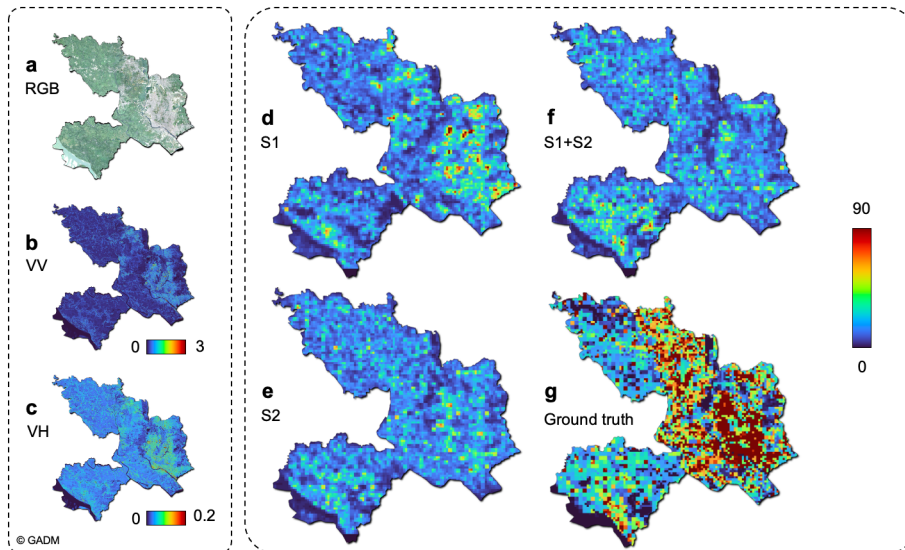 a
RGB
b
VV
0 3
c
VH
0 0.2
© GADM
d
S1
e
S2
f
S1+S2
g
Ground truth
90
0